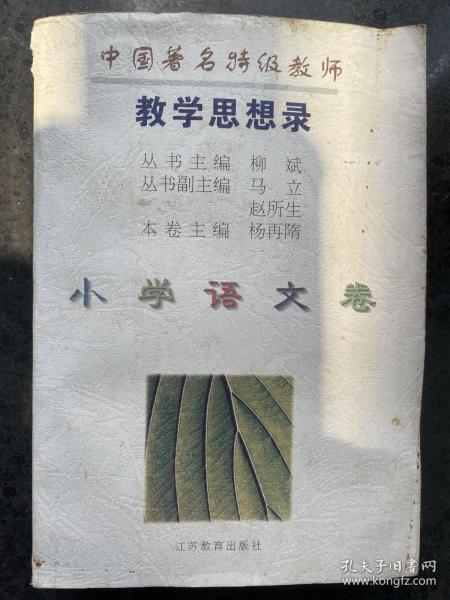 中国著名特级教师
教学思想录
丛书主编 柳斌
丛书副主编 马立
赵所生
本卷主编 杨再隋
小学语文卷
江苏教育出版社
孔夫子旧书网
www.kongfz.com